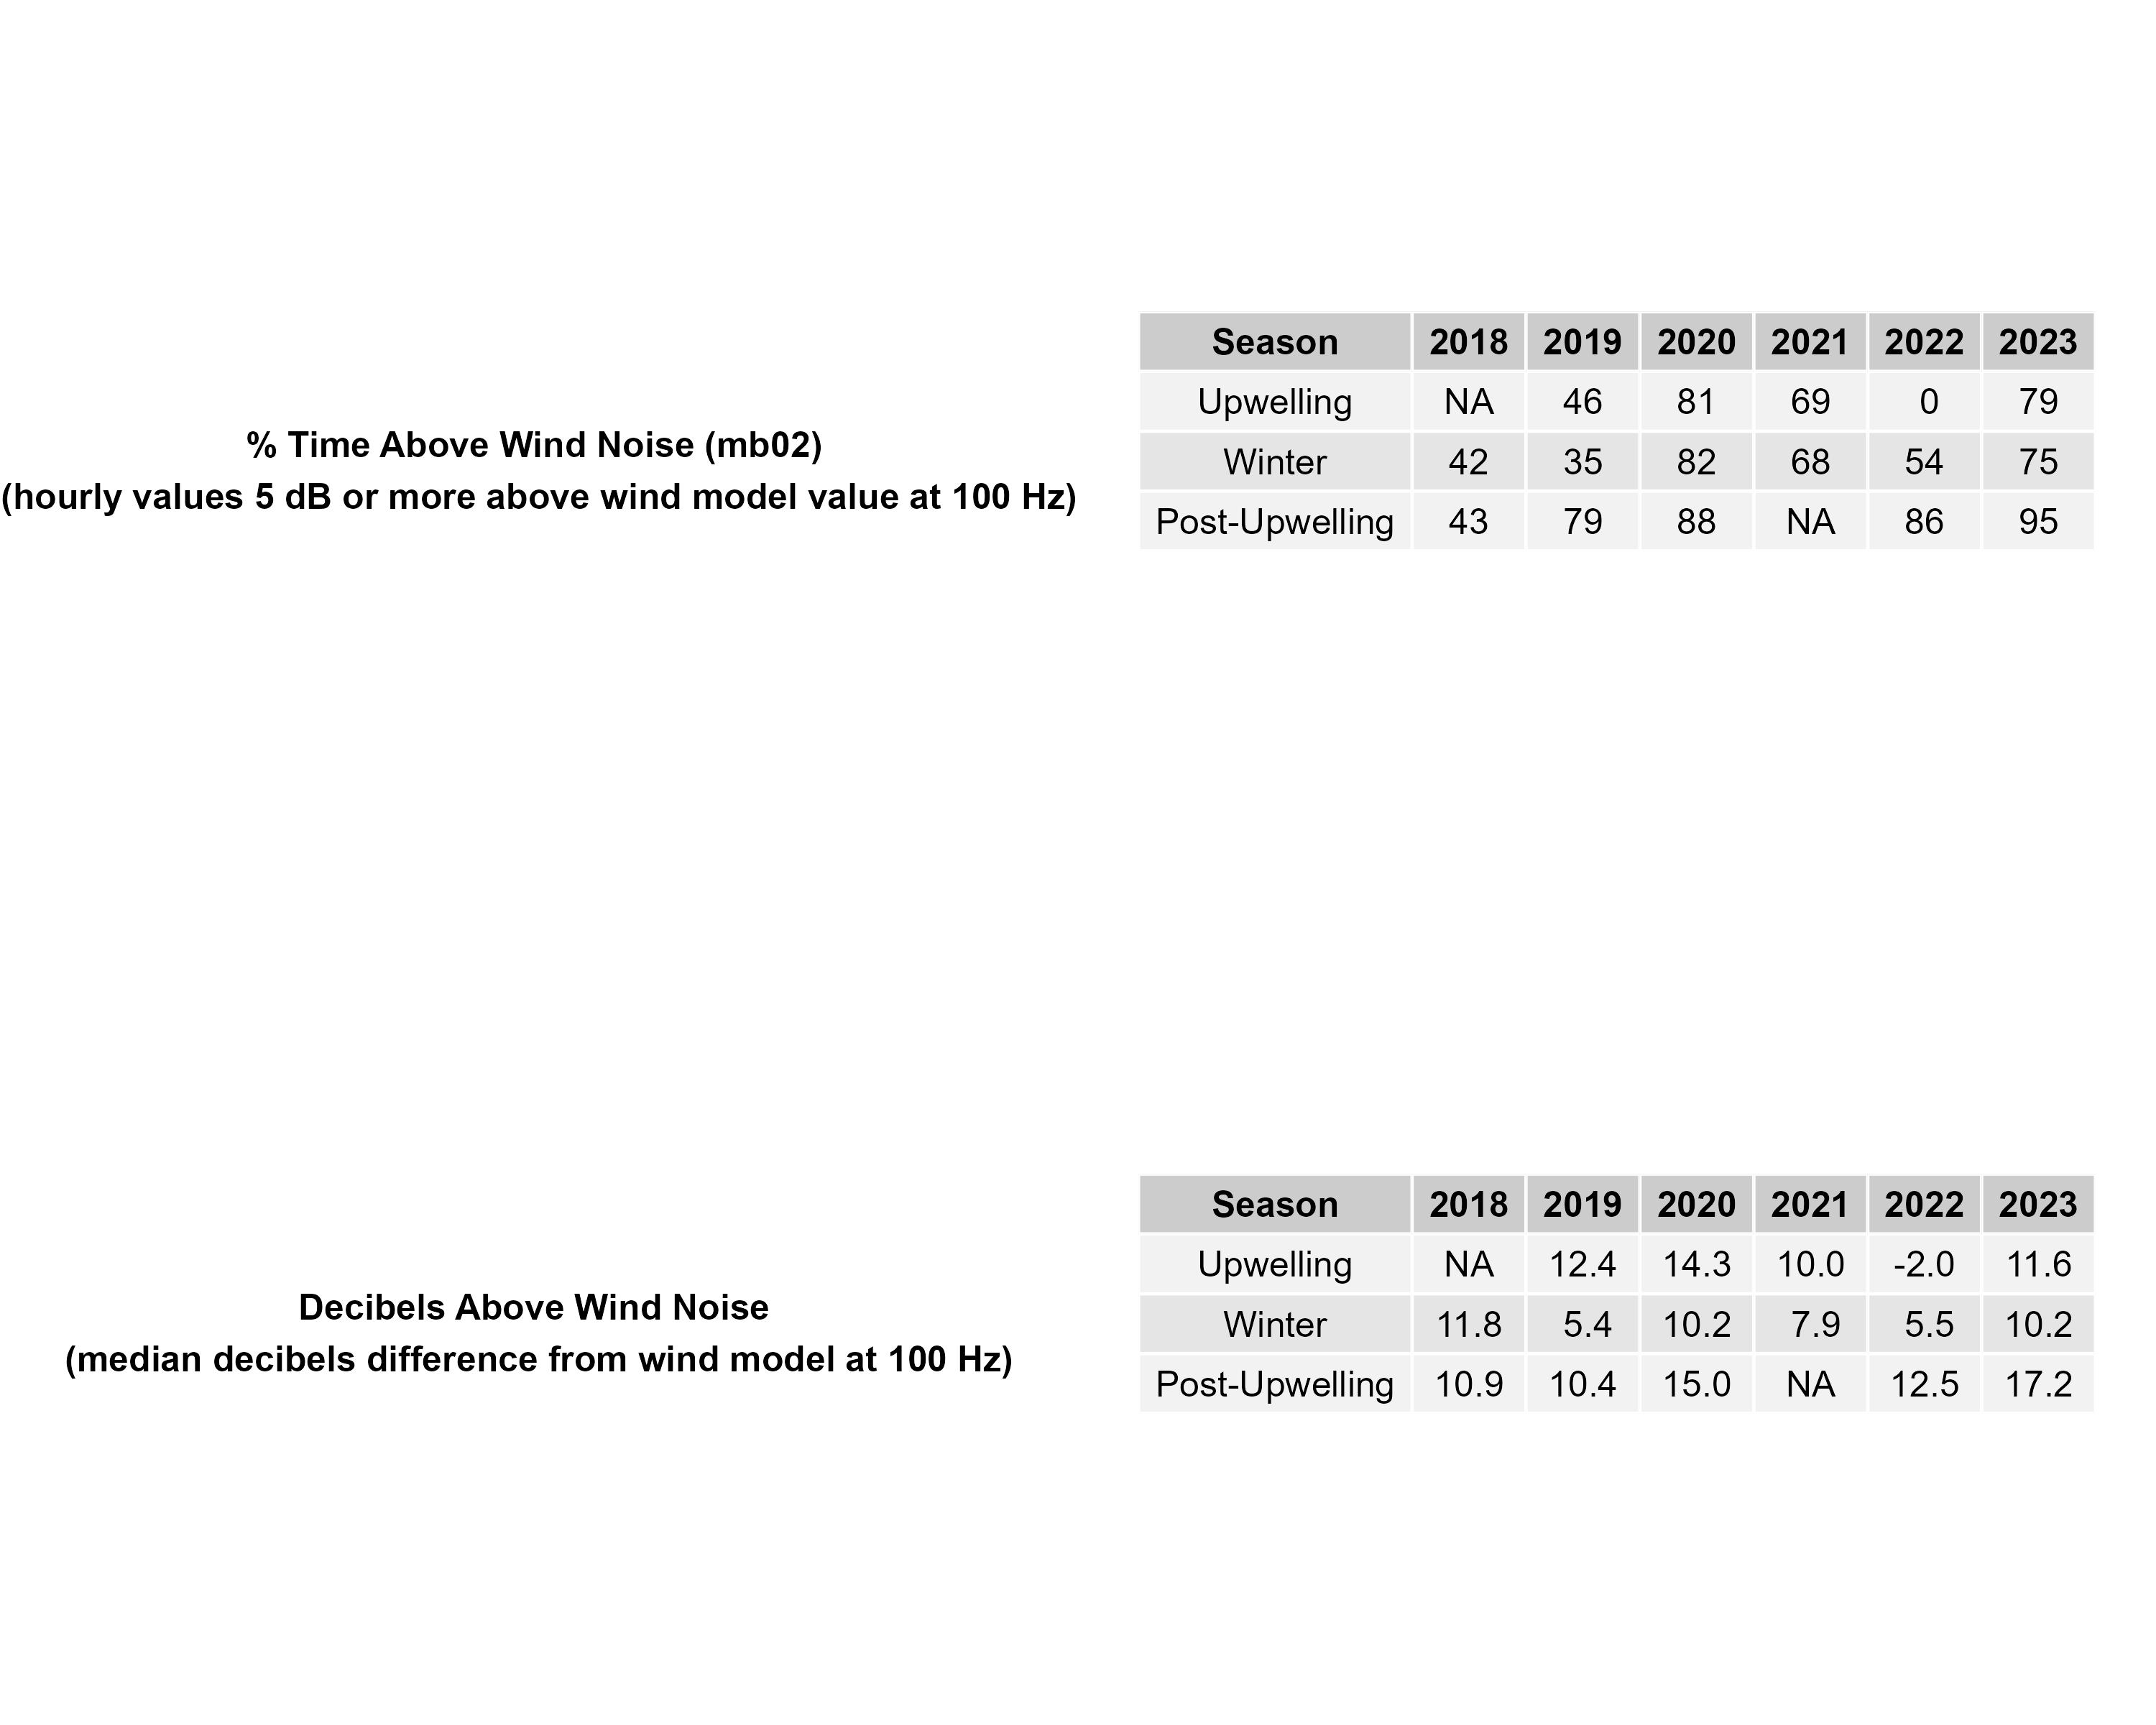 % Time Above Wind Noise (mb02)
(hourly values 5 dB or more above wind model value at 100 Hz)
Season 2018 2019 2020 2021 2022 2023
Upwelling NA 46 81 69 0 79
Winter 42 35 82 68 54 75
Post-Upwelling 43 79 88 NA 86 95
Decibels Above Wind Noise
(median decibels difference from wind model at 100 Hz)
Season 2018 2019 2020 2021 2022 2023
Upwelling NA 12.4 14.3 10.0 -2.0 11.6
Winter 11.8 5.4 10.2 7.9 5.5 10.2
Post-Upwelling 10.9 10.4 15.0 NA 12.5 17.2